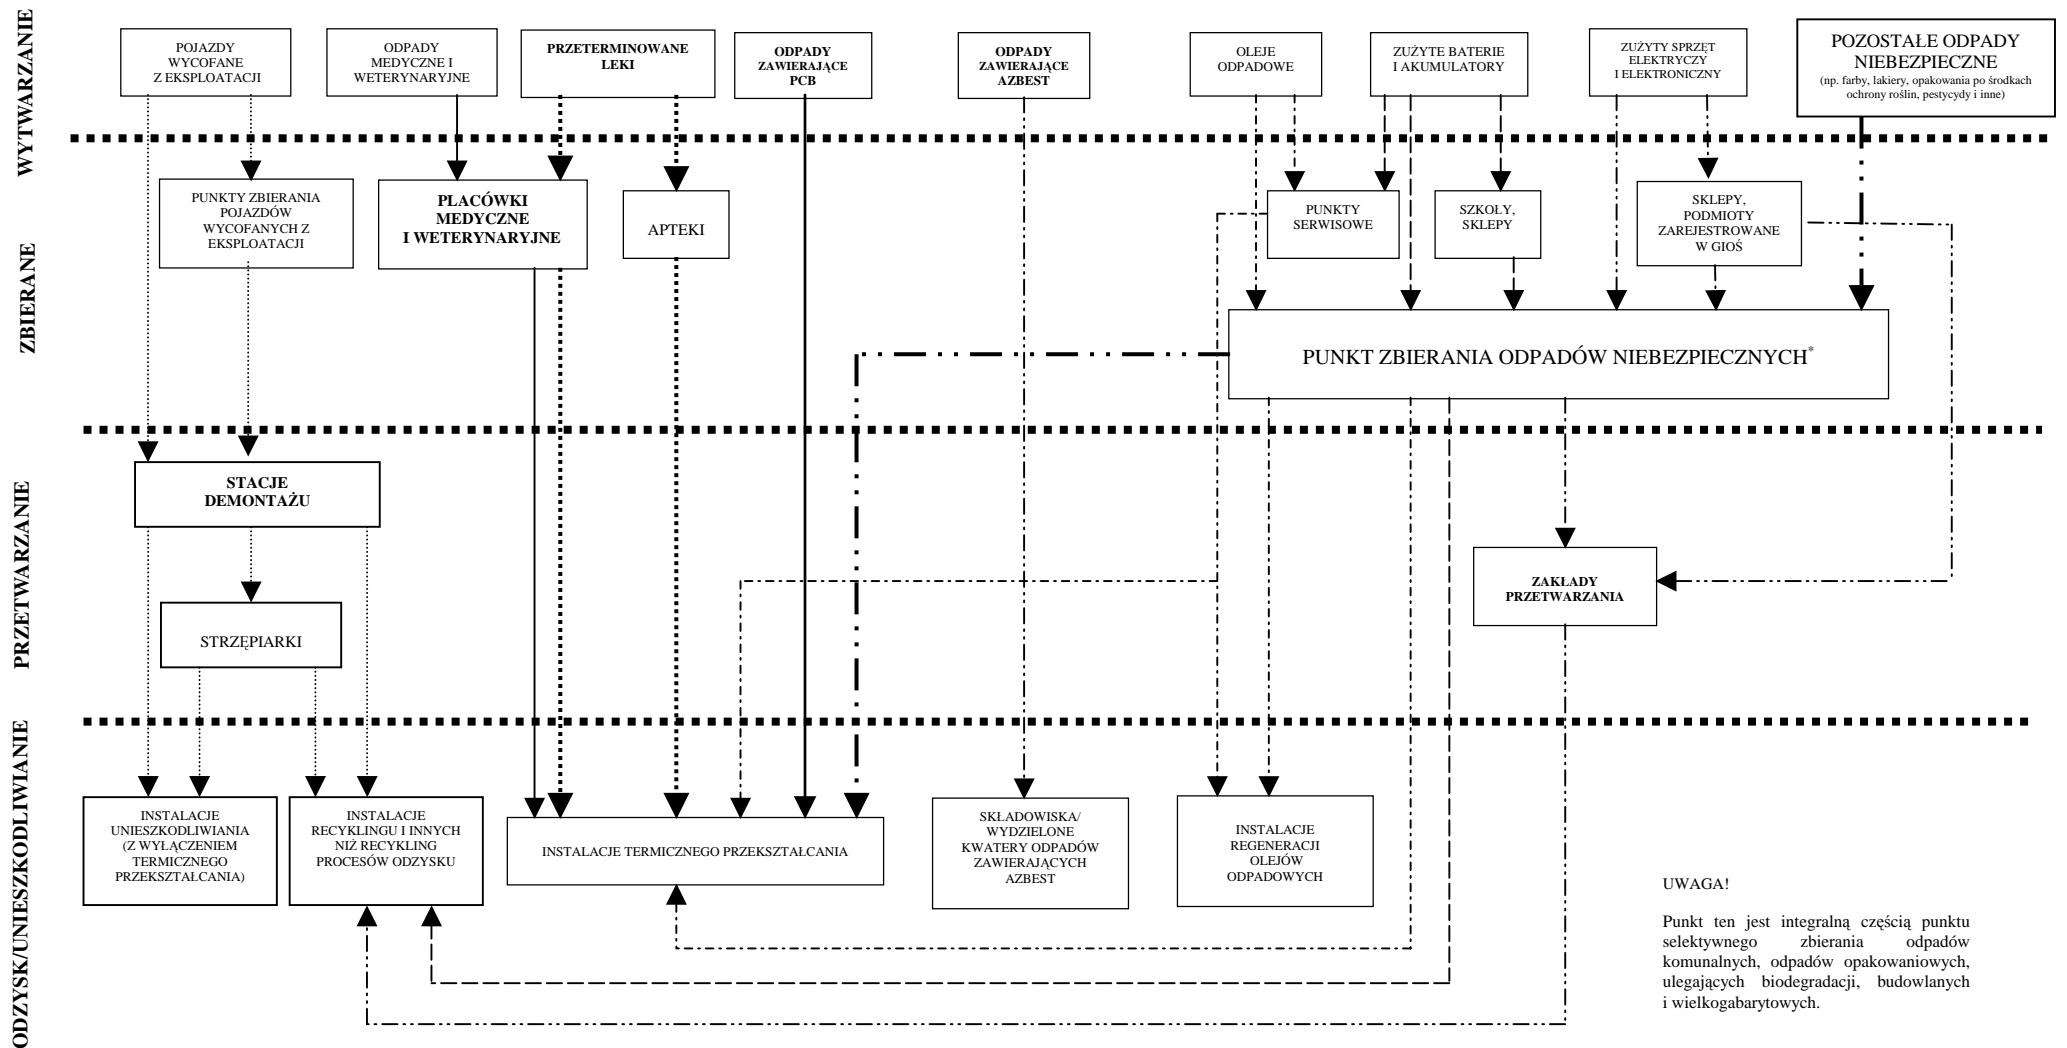 WYTWARZANIE
POJAZDY
WYCOFANE
Z EKSPLOATACJI
ODPADY
MEDYCZNE I
WETERYNARYJNE
PRZETERMINOWANE
LEKI
ODPADY
ZAWIERAJĄCE
PCB
ODPADY
ZAWIERAJĄCE
AZBEST
OLEJE
ODPADOWE
ZUŻYTE BATERIE
I AKUMULATORY
ZUŻYTY SPRZĘT
ELEKTRYCZY
I ELEKTRONICZNY
POZOSTAŁE ODPADY
NIEBEZPIECZNE
(np. farby, lakiery, opakowania po środkach
ochrony roślin, pestycydy i inne)
ZBIERANE
PUNKTY ZBIERANIA
POJAZDÓW
WYCOFANYCH Z
EKSPLOATACJI
PLACÓWKI
MEDYCZNE
I WETERYNARYJNE
APTEKI
PUNKTY
SERWISOWE
SZKOŁY,
SKLEPY
SKLEPY,
PODMIOTY
ZAREJESTROWANE
W GIOŚ
PUNKT ZBIERANIA ODPADÓW NIEBEZPIECZNYCH*
PRZETWARZANIE
STACJE
DEMONTAŻU
STRZĘPIARKI
ZAKŁADY
PRZETWARZANIA
ODZYSK/UNIESZKODLIWIANIE
INSTALACJE
UNIESZKODLIWIANIA
(Z WYŁĄCZENIEM
TERMICZNEGO
PRZEKSZTAŁCANIA)
INSTALACJE
RECYKLINGU I INNYCH
NIŻ RECYKLING
PROCESÓW ODZYSKU
INSTALACJE TERMICZNEGO PRZEKSZTAŁCANIA
SKŁADOWISKA/
WYDZIELONE
KWATERY ODPADÓW
ZAWIERAJĄCYCH
AZBEST
INSTALACJE
REGENERACJI
OLEJÓW
ODPADOWYCH
UWAGA!
Punkt ten jest integralną częścią punktu
selektywnego zbierania odpadów
komunalnych, odpadów opakowaniowych,
ulegających biodegradacji, budowlanych
i wielkogabarytowych.